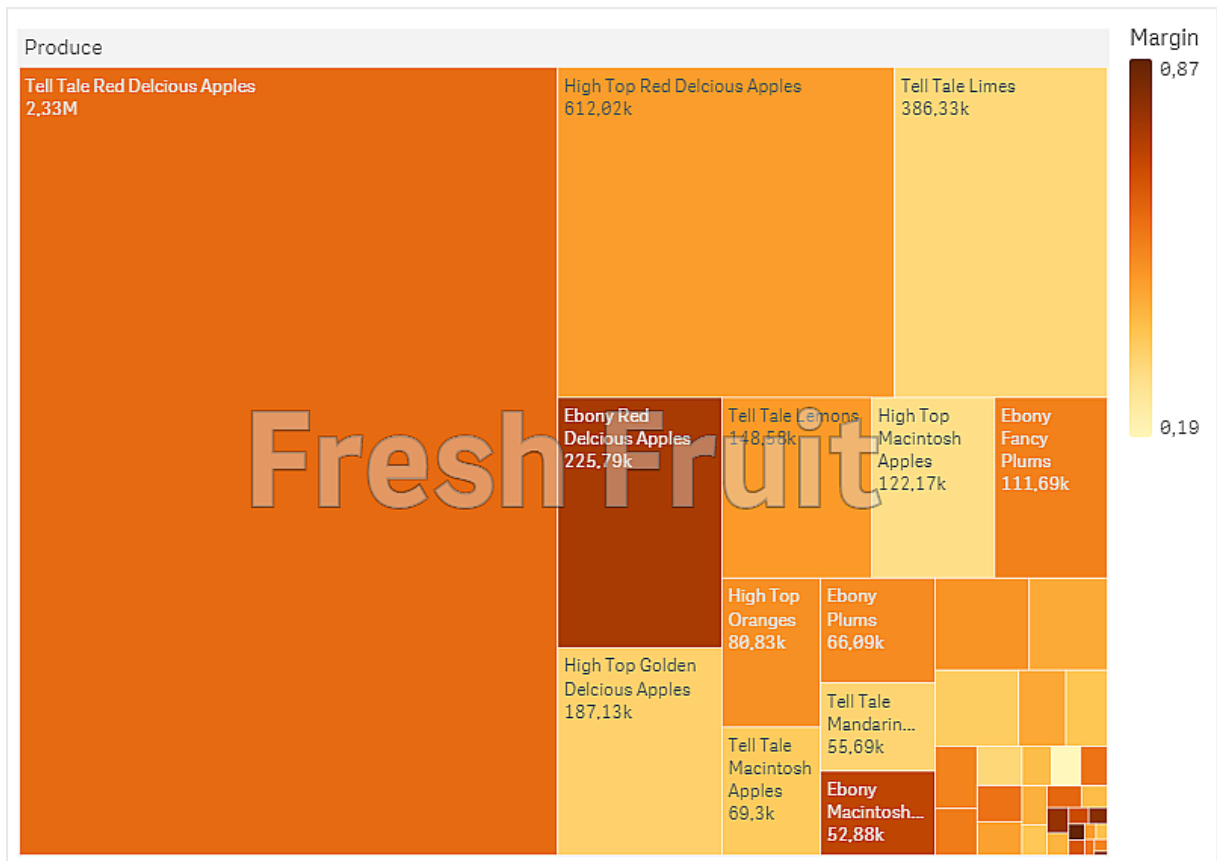 Produce
Tell Tale Red Delcious Apples
2,33M
High Top Red Delcious Apples
612,02k
Tell Tale Limes
386,33k
Ebony Red
Delcious Apples
225,79k
Tell Tale Lemons
148,58k
High Top
Macintosh
Apples
122,17k
Ebony
Fancy
Plums
111,69k
Fresh Fruit
High Top Golden
Delcious Apples
187,13k
High Top
Oranges
80,83k
Ebony
Plums
66,09k
Tell Tale
Macintosh
Apples
69,3k
Tell Tale
Mandarin...
55,69k
Ebony
Macintosh...
52,88k
Margin
0,87
0,19